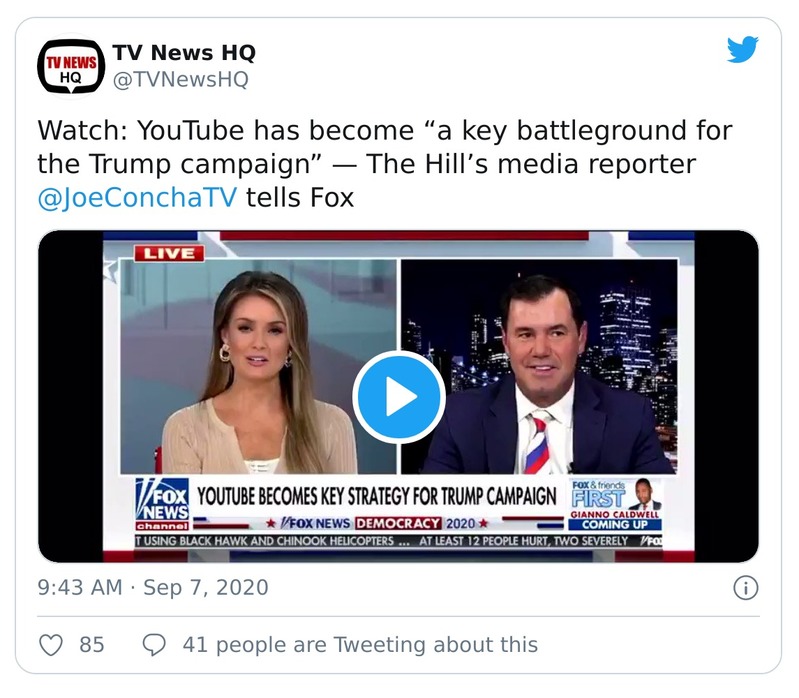 TV NEWS
HQ
TV News HQ
@TVNewsHQ
Watch: YouTube has become “a key battleground for
the Trump campaign” — The Hill’s media reporter
@JoeConchaTV tells Fox
LIVE
FOX
NEWS
channel
YOUTUBE BECOMES KEY STRATEGY FOR TRUMP CAMPAIGN
FOX NEWS DEMOCRACY 2020
FOX & friends
FIRST
GIANNO CALDWELL
COMING UP
T USING BLACK HAWK AND CHINOOK HELICOPTERS ... AT LEAST 12 PEOPLE HURT, TWO SEVERELY
9:43 AM · Sep 7, 2020
85
41 people are Tweeting about this